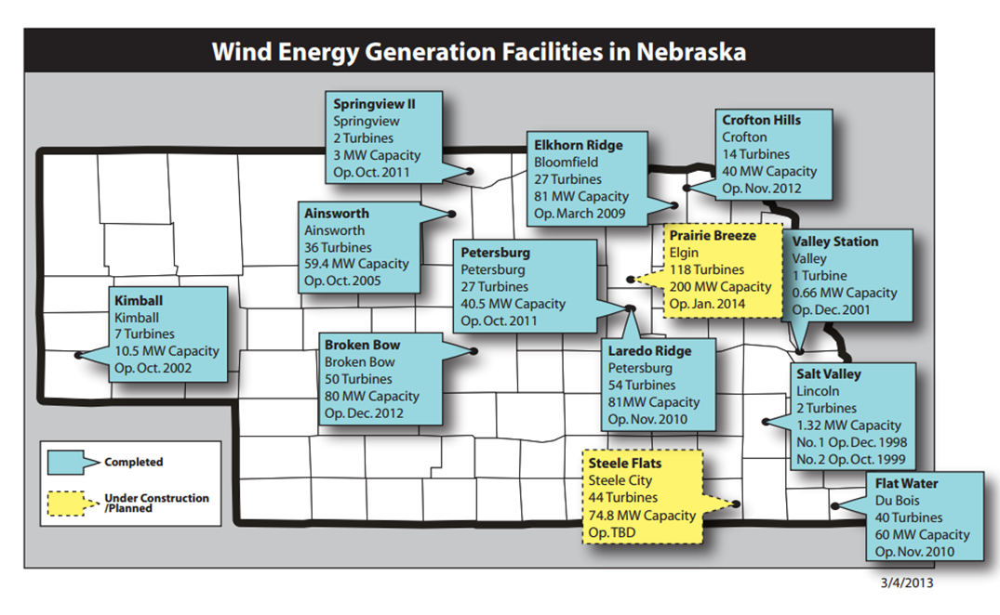 Wind Energy Generation Facilities in Nebraska
Springview II
Springview
2 Turbines
3 MW Capacity
Op. Oct. 2011
Elkhorn Ridge
Bloomfield
27 Turbines
81 MW Capacity
Op. March 2009
Crofton Hills
Crofton
14 Turbines
40 MW Capacity
Op. Nov. 2012
Ainsworth
Ainsworth
36 Turbines
59.4 MW Capacity
Op. Oct. 2005
Petersburg
Petersburg
27 Turbines
40.5 MW Capacity
Op. Oct. 2011
Prairie Breeze
Elgin
118 Turbines
200 MW Capacity
Op. Jan. 2014
Valley Station
Valley
1 Turbine
0.66 MW Capacity
Op. Dec. 2001
Kimball
Kimball
7 Turbines
10.5 MW Capacity
Op. Oct. 2002
Broken Bow
Broken Bow
50 Turbines
80 MW Capacity
Op. Dec. 2012
Laredo Ridge
Petersburg
54 Turbines
81MW Capacity
Op. Nov. 2010
Salt Valley
Lincoln
2 Turbines
1.32 MW Capacity
No. 1 Op. Dec. 1998
No. 2 Op. Oct. 1999
Steele Flats
Steele City
44 Turbines
74.8 MW Capacity
Op. TBD
Flat Water
Du Bois
40 Turbines
60 MW Capacity
Op. Nov. 2010
Completed
Under Construction
/Planned
3/4/2013